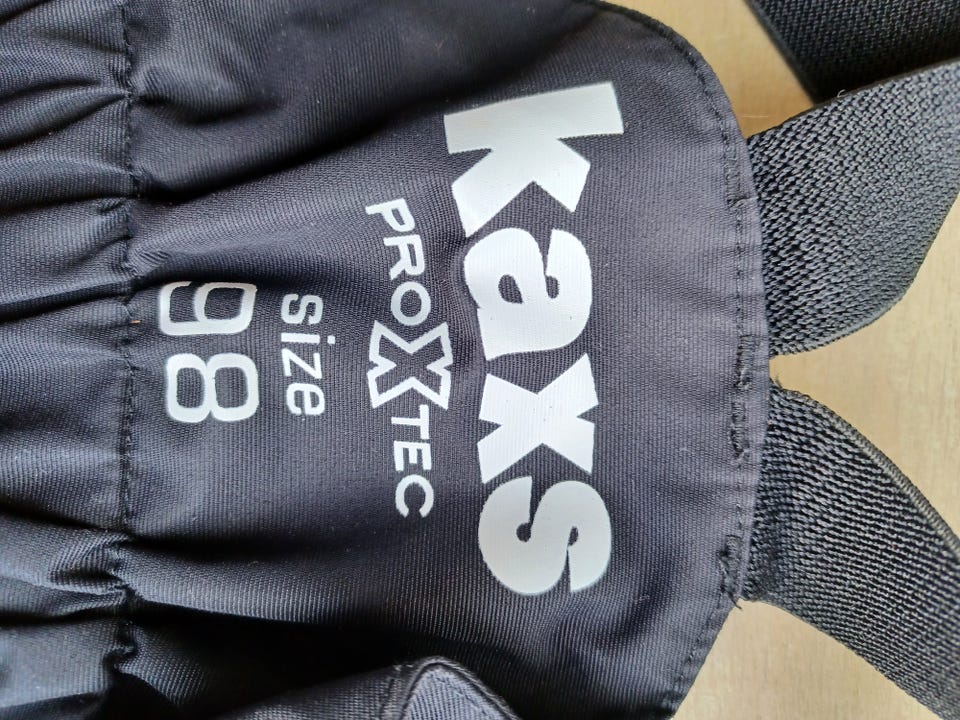 kaxs
PROXTEC
size
98